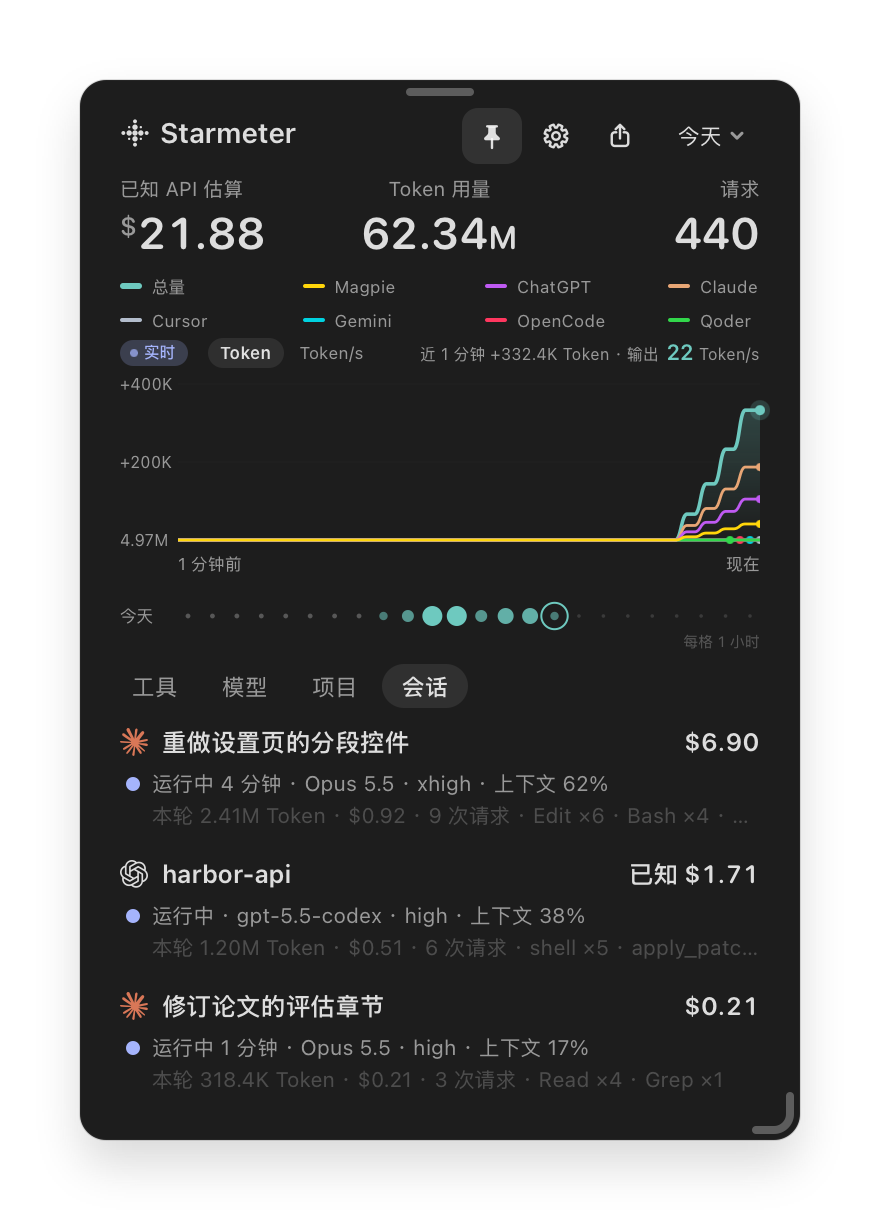 Starmeter 今天
已知 API 估算 Token 用量 请求
$21.88 62.34M 440
总量 Magpie ChatGPT Claude
Cursor Gemini OpenCode Qoder
实时 Token Token/s 近 1 分钟 +332.4K Token · 输出 22 Token/s
+400K
+200K
4.97M
1 分钟前 现在
今天
每格 1 小时
工具 模型 项目 会话
重做设置页的分段控件 $6.90
运行中 4 分钟 · Opus 5.5 · xhigh · 上下文 62%
本轮 2.41M Token · $0.92 · 9 次请求 · Edit ×6 · Bash ×4 · …
harbor-api 已知 $1.71
运行中 · gpt-5.5-codex · high · 上下文 38%
本轮 1.20M Token · $0.51 · 6 次请求 · shell ×5 · apply_patc…
修订论文的评估章节 $0.21
运行中 1 分钟 · Opus 5.5 · high · 上下文 17%
本轮 318.4K Token · $0.21 · 3 次请求 · Read ×4 · Grep ×1